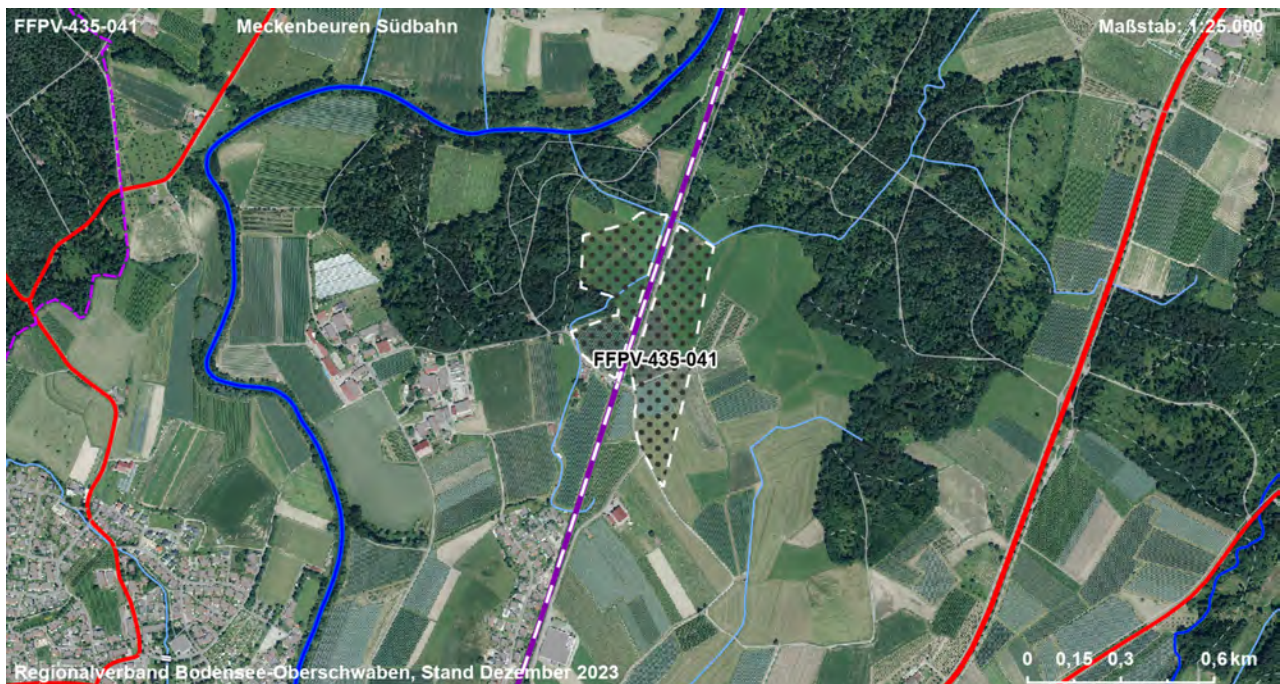 FFPV-435-041 Meckenbeuren Südbahn Maßstab: 1:25.000
FFPV-435-041
Regionalverband Bodensee-Oberschwaben, Stand Dezember 2023
0 0,15 0,3 0,6 km